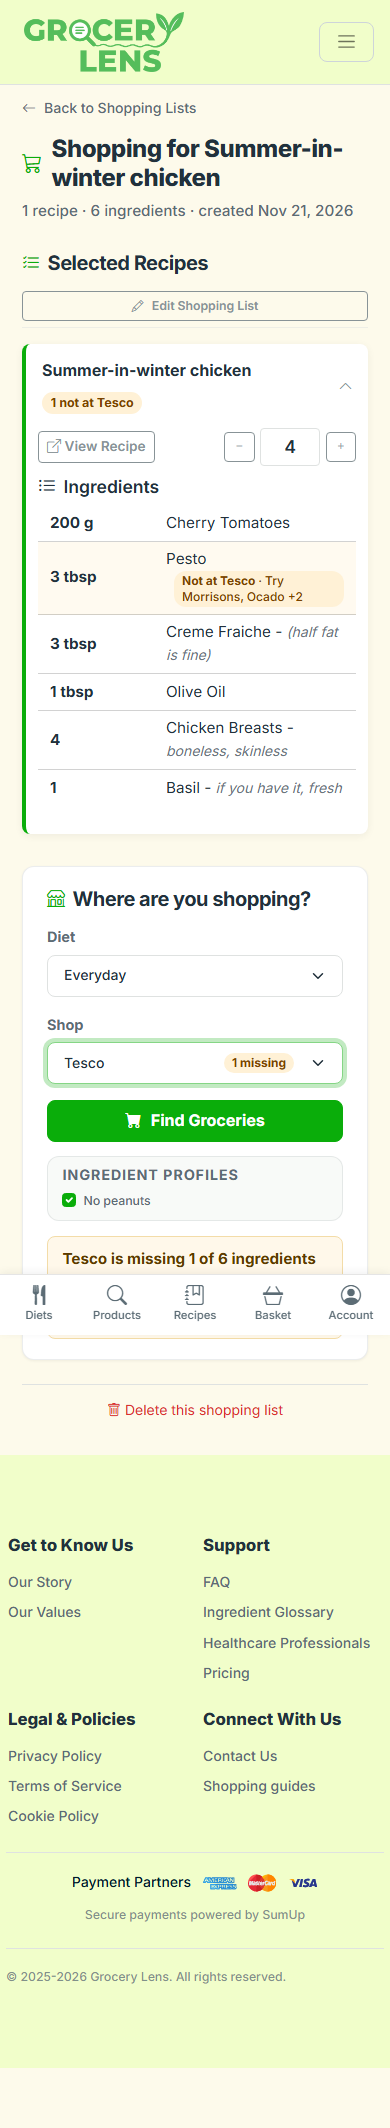 GROCERY
LENS
Back to Shopping Lists
Shopping for Summer-in-
winter chicken
1 recipe · 6 ingredients · created Nov 21, 2026
Selected Recipes
Edit Shopping List
Summer-in-winter chicken
1 not at Tesco
View Recipe
− 4 +
Ingredients
200 g Cherry Tomatoes
3 tbsp Pesto
Not at Tesco · Try
Morrisons, Ocado +2
3 tbsp Creme Fraiche - (half fat
is fine)
1 tbsp Olive Oil
4 Chicken Breasts -
boneless, skinless
1 Basil - if you have it, fresh
Where are you shopping?
Diet
Everyday
Shop
Tesco 1 missing
Find Groceries
INGREDIENT PROFILES
No peanuts
Tesco is missing 1 of 6 ingredients
Diets Products Recipes Basket Account
Delete this shopping list
Get to Know Us
Our Story
Our Values
Support
FAQ
Ingredient Glossary
Healthcare Professionals
Pricing
Legal & Policies
Privacy Policy
Terms of Service
Cookie Policy
Connect With Us
Contact Us
Shopping guides
Payment Partners AMERICAN EXPRESS MasterCard VISA
Secure payments powered by SumUp
© 2025-2026 Grocery Lens. All rights reserved.